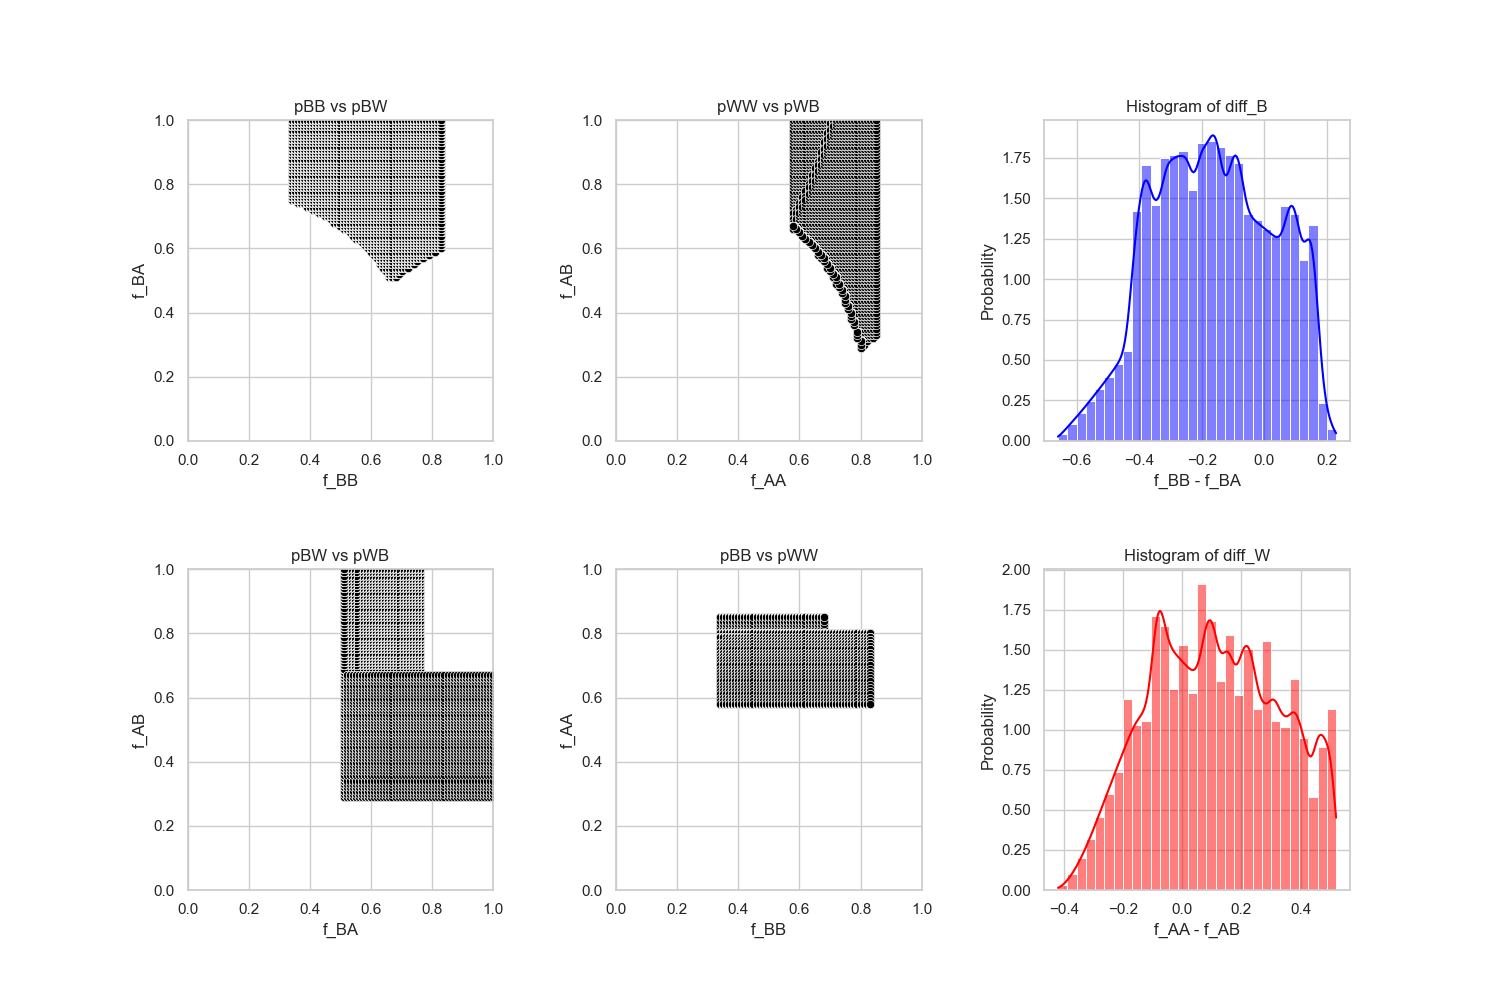 pBB vs pBW
1.0
0.8
0.6
0.4
0.2
0.0
f_BA
0.0 0.2 0.4 0.6 0.8 1.0
f_BB
pWW vs pWB
1.0
0.8
0.6
0.4
0.2
0.0
f_AB
0.0 0.2 0.4 0.6 0.8 1.0
f_AA
Histogram of diff_B
1.75
1.50
1.25
1.00
0.75
0.50
0.25
0.00
Probability
−0.6 −0.4 −0.2 0.0 0.2
f_BB - f_BA
pBW vs pWB
1.0
0.8
0.6
0.4
0.2
0.0
f_AB
0.0 0.2 0.4 0.6 0.8 1.0
f_BA
pBB vs pWW
1.0
0.8
0.6
0.4
0.2
0.0
f_AA
0.0 0.2 0.4 0.6 0.8 1.0
f_BB
Histogram of diff_W
2.00
1.75
1.50
1.25
1.00
0.75
0.50
0.25
0.00
Probability
−0.4 −0.2 0.0 0.2 0.4
f_AA - f_AB